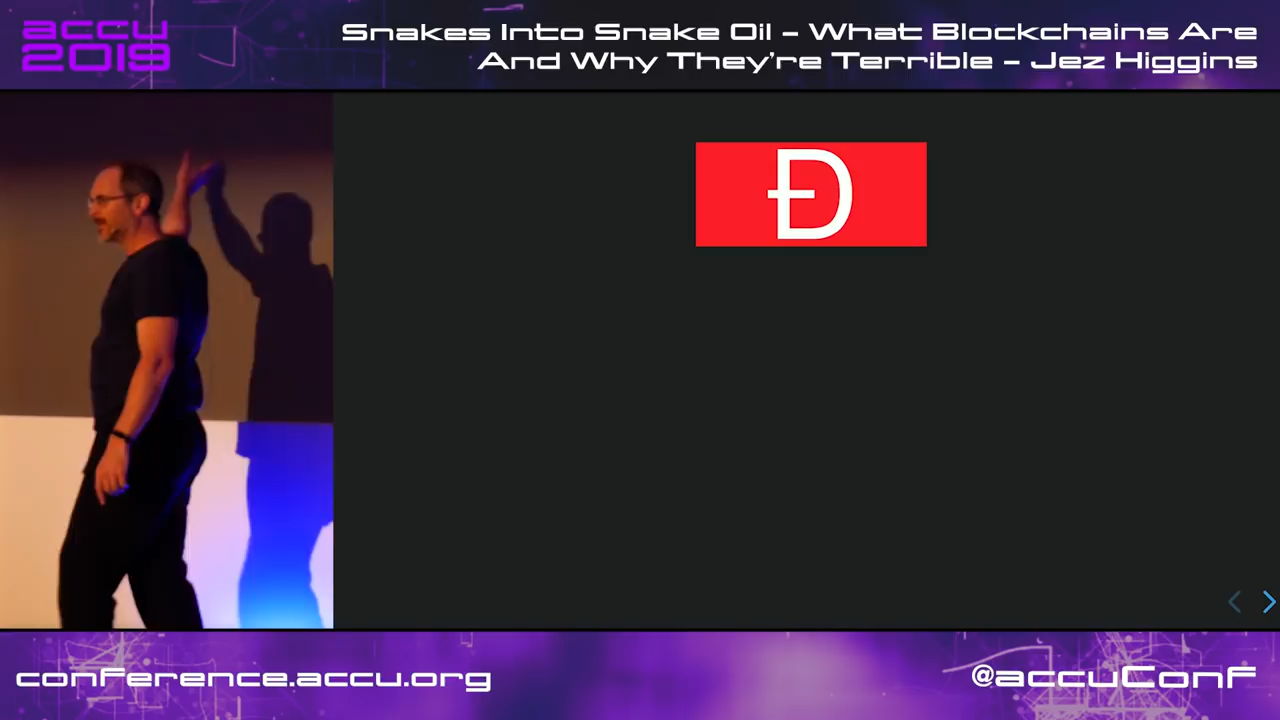 accu
2019
Snakes Into Snake Oil – What Blockchains Are
And Why They're Terrible – Jez Higgins
Đ
conference.accu.org
@accuConf